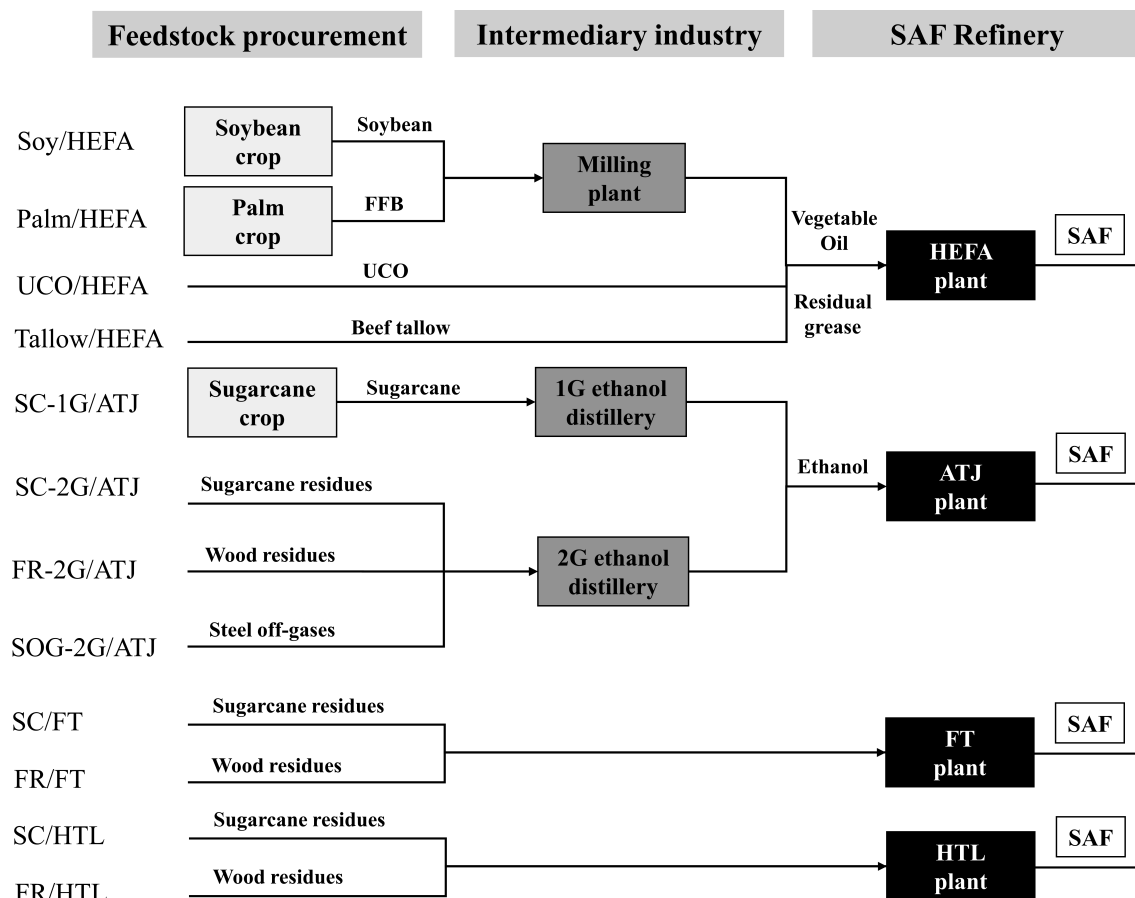 Feedstock procurement
Intermediary industry
SAF Refinery
Soy/HEFA
Soybean
crop
Soybean
Milling
plant
Palm/HEFA
Palm
crop
FFB
Vegetable
Oil
HEFA
plant
SAF
UCO/HEFA
UCO
Residual
grease
Tallow/HEFA
Beef tallow
SC-1G/ATJ
Sugarcane
crop
Sugarcane
1G ethanol
distillery
SC-2G/ATJ
Sugarcane residues
Ethanol
ATJ
plant
SAF
FR-2G/ATJ
Wood residues
2G ethanol
distillery
SOG-2G/ATJ
Steel off-gases
SC/FT
Sugarcane residues
FT
plant
SAF
FR/FT
Wood residues
SC/HTL
Sugarcane residues
HTL
plant
SAF
FR/HTL
Wood residues